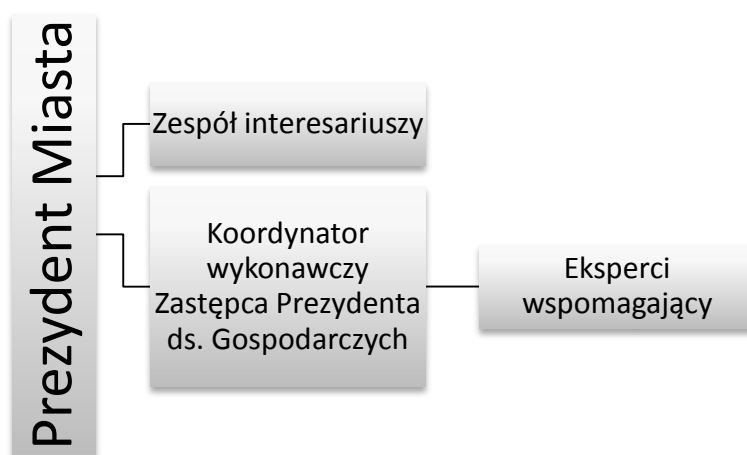 Prezydent Miasta
Zespół interesariuszy
Koordynator
wykonawczy
Zastępca Prezydenta
ds. Gospodarczych
Eksperci
wspomagający